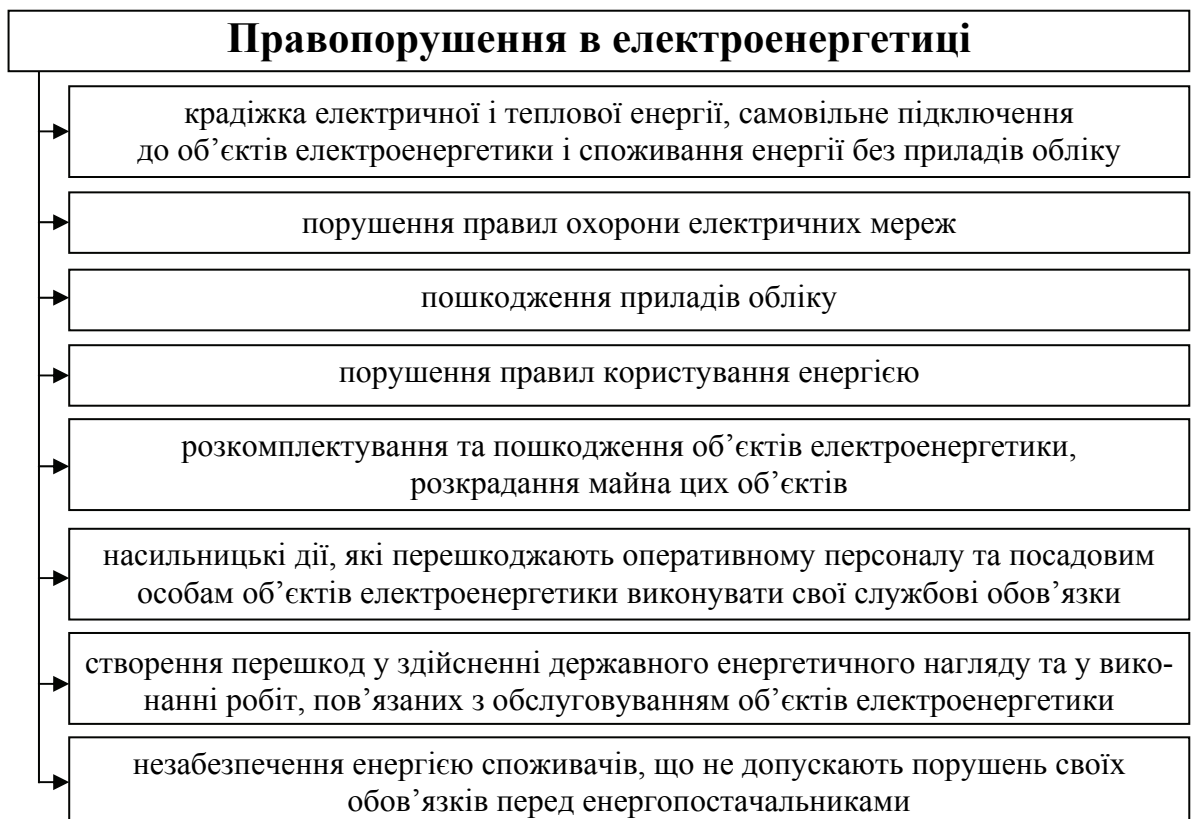 Правопорушення в електроенергетиці
крадіжка електричної і теплової енергії, самовільне підключення
до об’єктів електроенергетики і споживання енергії без приладів обліку
порушення правил охорони електричних мереж
пошкодження приладів обліку
порушення правил користування енергією
розкомплектування та пошкодження об’єктів електроенергетики,
розкрадання майна цих об’єктів
насильницькі дії, які перешкоджають оперативному персоналу та посадовим
особам об’єктів електроенергетики виконувати свої службові обов’язки
створення перешкод у здійсненні державного енергетичного нагляду та у вико-
нанні робіт, пов’язаних з обслуговуванням об’єктів електроенергетики
незабезпечення енергією споживачів, що не допускають порушень своїх
обов’язків перед енергопостачальниками